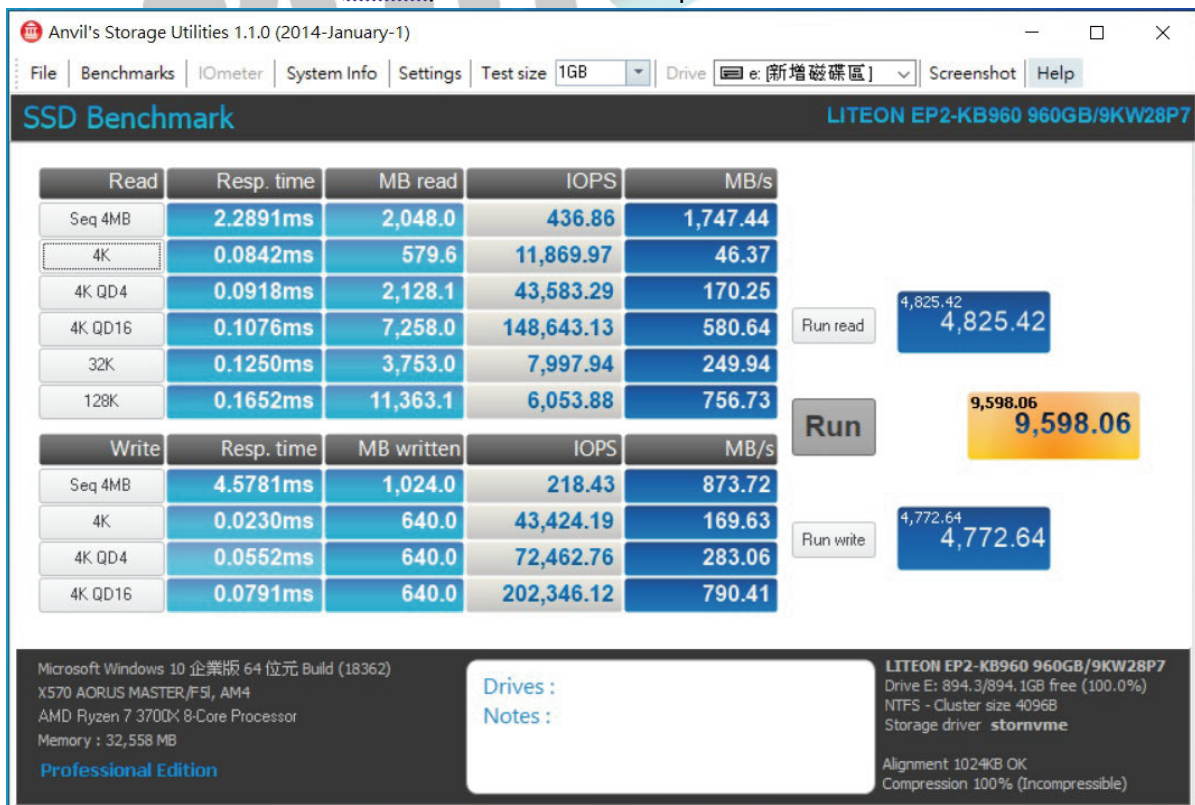 Anvil's Storage Utilities 1.1.0 (2014-January-1)
File Benchmarks IOmeter System Info Settings Test size 1GB Drive e: [新增磁碟區] Screenshot Help
SSD Benchmark LITEON EP2-KB960 960GB/9KW28P7
Read Resp. time MB read IOPS MB/s
Seq 4MB 2.2891ms 2,048.0 436.86 1,747.44
4K 0.0842ms 579.6 11,869.97 46.37
4K QD4 0.0918ms 2,128.1 43,583.29 170.25
4K QD16 0.1076ms 7,258.0 148,643.13 580.64
32K 0.1250ms 3,753.0 7,997.94 249.94
128K 0.1652ms 11,363.1 6,053.88 756.73
Run read
4,825.42
4,825.42
Run
9,598.06
9,598.06
Write Resp. time MB written IOPS MB/s
Seq 4MB 4.5781ms 1,024.0 218.43 873.72
4K 0.0230ms 640.0 43,424.19 169.63
4K QD4 0.0552ms 640.0 72,462.76 283.06
4K QD16 0.0791ms 640.0 202,346.12 790.41
Run write
4,772.64
4,772.64
Microsoft Windows 10 企業版 64 位元 Build (18362)
X570 AORUS MASTER/F5l, AM4
AMD Ryzen 7 3700X 8-Core Processor
Memory : 32,558 MB
Professional Edition
Drives :
Notes :
LITEON EP2-KB960 960GB/9KW28P7
Drive E: 894.3/894.1GB free (100.0%)
NTFS - Cluster size 4096B
Storage driver stornvme
Alignment 1024KB OK
Compression 100% (Incompressible)